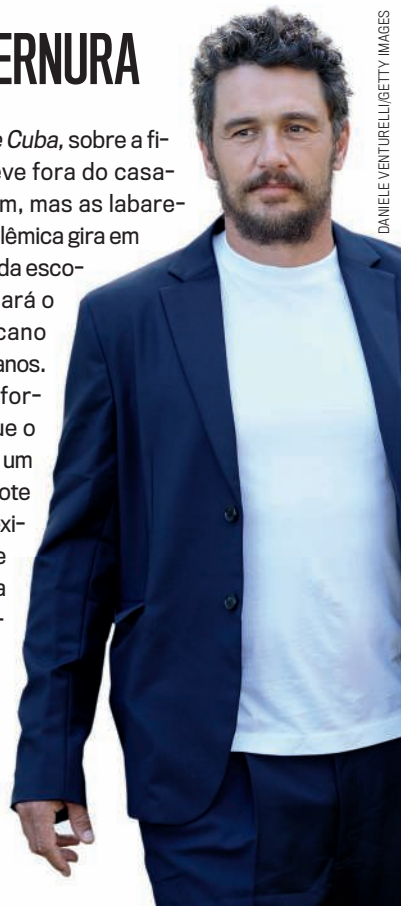 ERNURA
e Cuba, sobre a fi-
eve fora do casa-
m, mas as labare-
lêmica gira em
da esco-
ará o
cano
anos.
for-
ue o
um
ote
xi-
e
a
-
DANIELE VENTURELLI/GETTY IMAGES